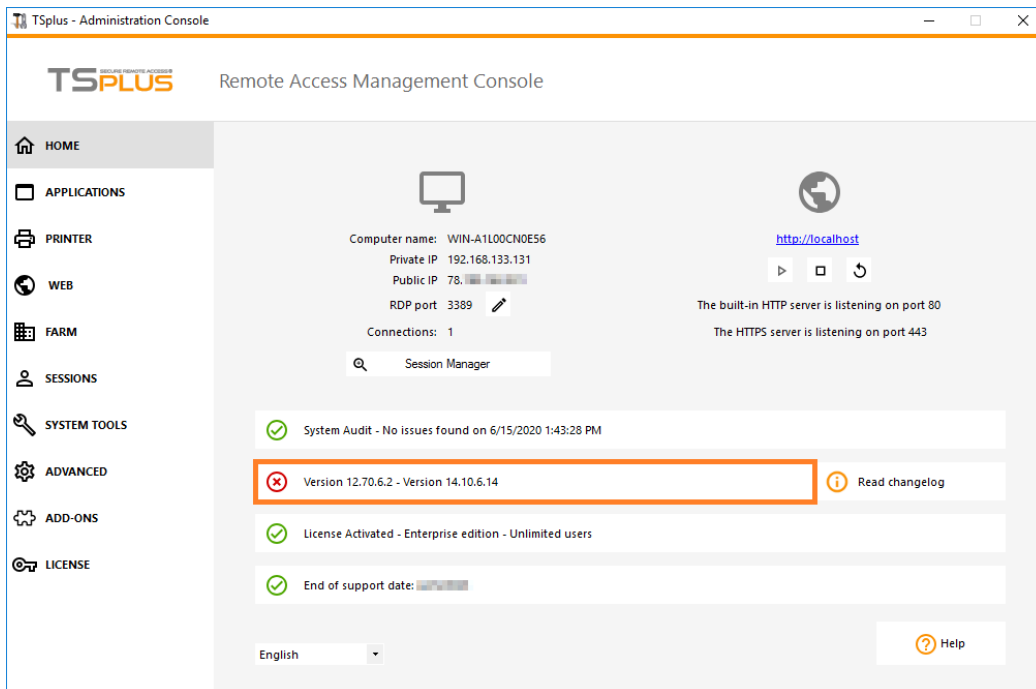 TSplus - Administration Console
TSPLUS
SECURE REMOTE ACCESS®
Remote Access Management Console
HOME
APPLICATIONS
PRINTER
WEB
FARM
SESSIONS
SYSTEM TOOLS
ADVANCED
ADD-ONS
LICENSE
Computer name: WIN-A1L00CN0E56
Private IP 192.168.133.131
Public IP 78.
RDP port 3389
Connections: 1
Session Manager
http://localhost
The built-in HTTP server is listening on port 80
The HTTPS server is listening on port 443
System Audit - No issues found on 6/15/2020 1:43:28 PM
Version 12.70.6.2 - Version 14.10.6.14
Read changelog
License Activated - Enterprise edition - Unlimited users
End of support date:
English
Help